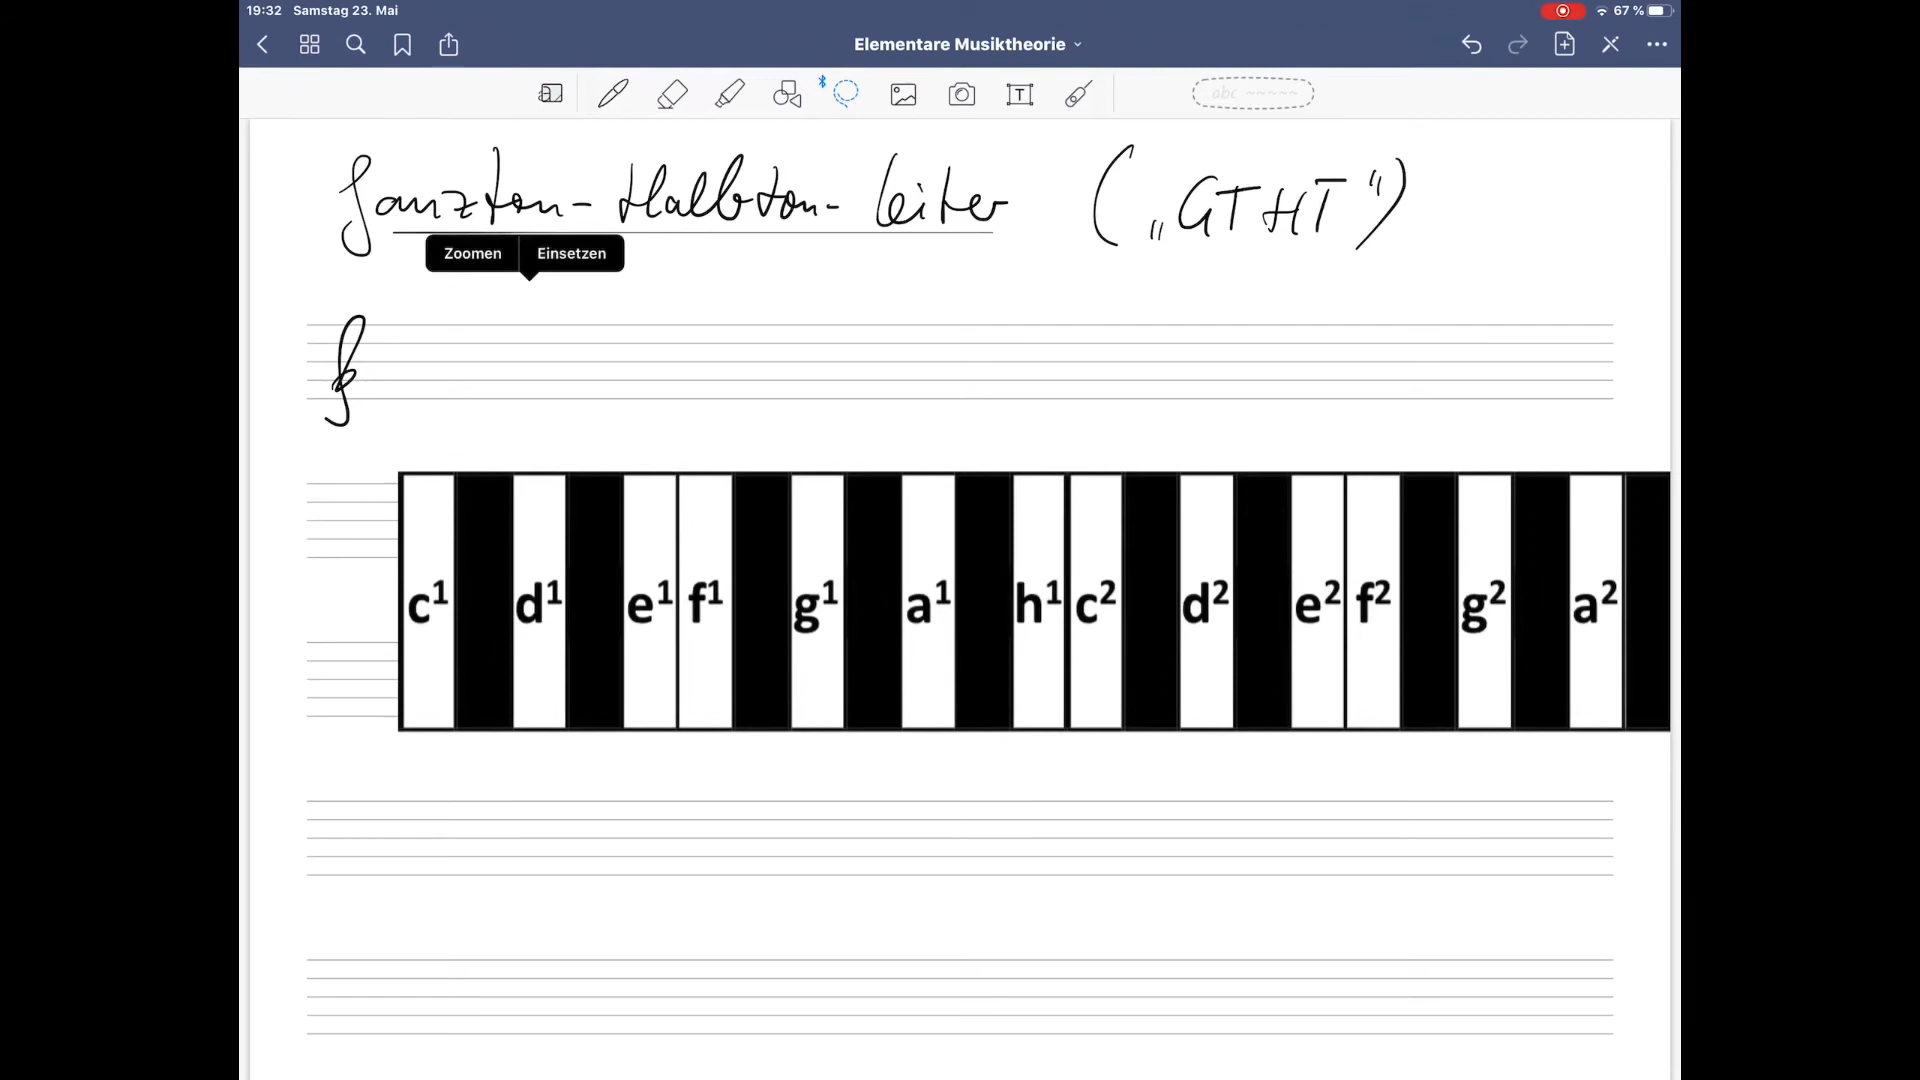 19:32 Samstag 23. Mai 67 %
Elementare Musiktheorie
abc
Ganzton-Halbton-Leiter („GTHT“)
Zoomen Einsetzen
c¹ d¹ e¹ f¹ g¹ a¹ h¹ c² d² e² f² g² a²